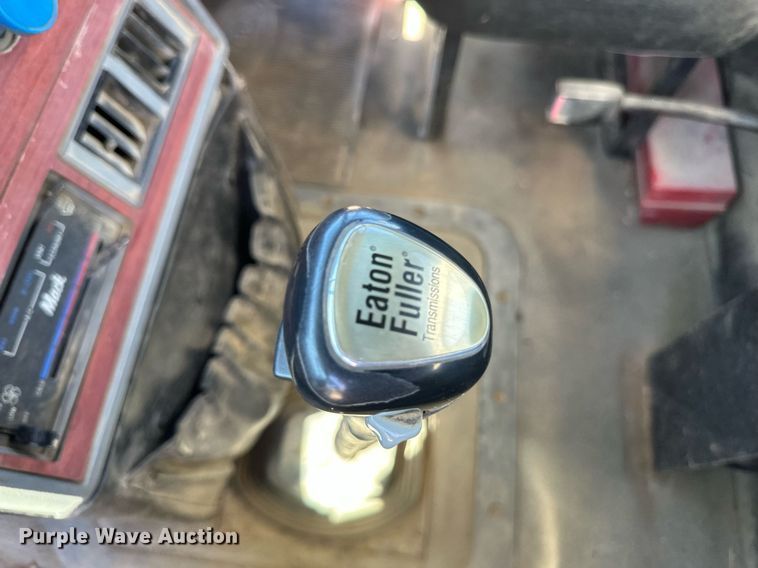 Eaton®
Fuller®
Transmissions
Mack
Purple Wave Auction